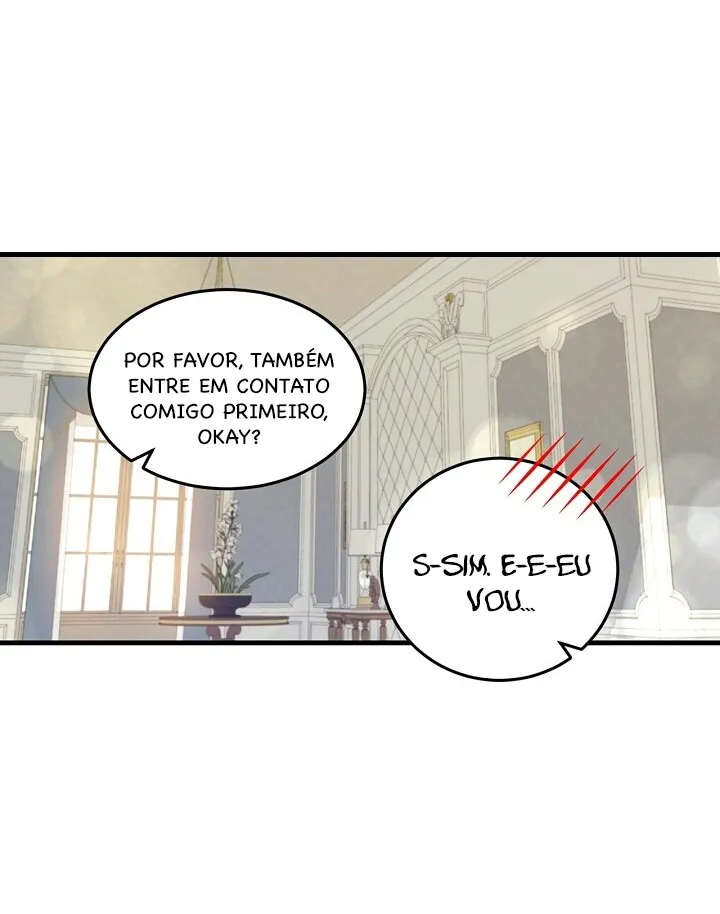 POR FAVOR, TAMBÉM
ENTRE EM CONTATO
COMIGO PRIMEIRO,
OKAY?
S-SIM. E-E-EU
VOU...